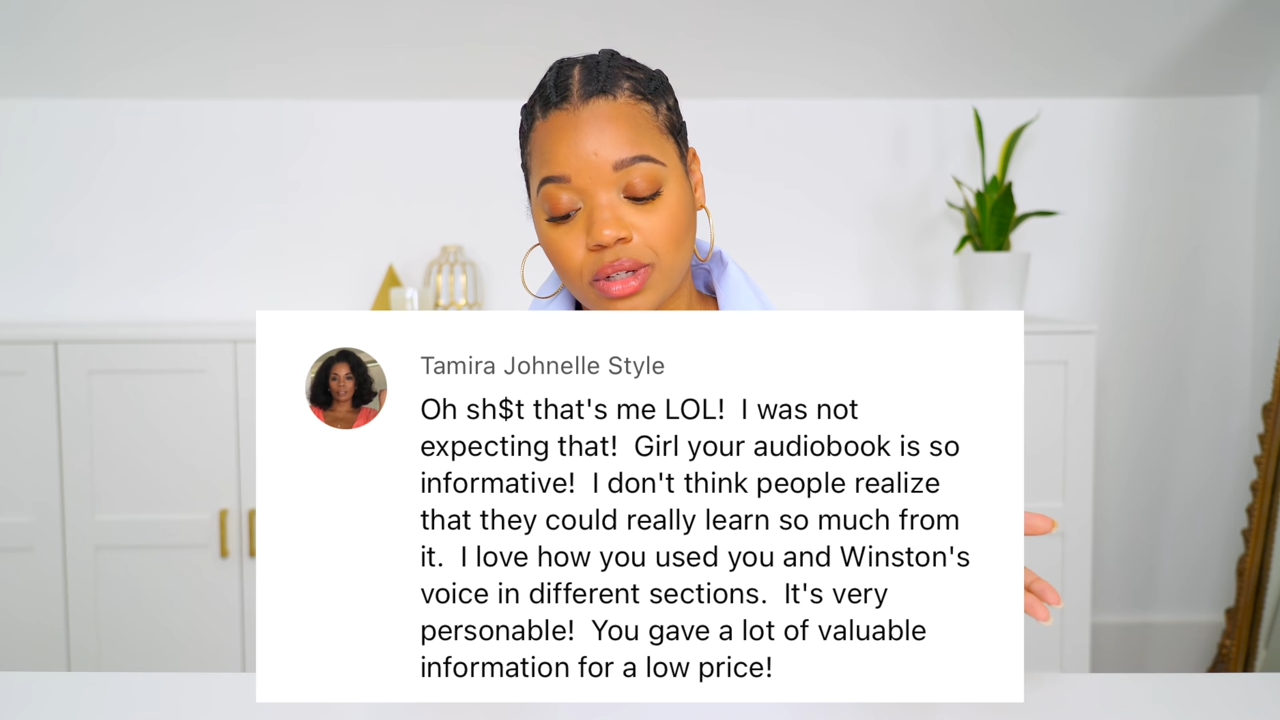 Tamira Johnelle Style
Oh sh$t that's me LOL!  I was not
expecting that!  Girl your audiobook is so
informative!  I don't think people realize
that they could really learn so much from
it.  I love how you used you and Winston's
voice in different sections.  It's very
personable!  You gave a lot of valuable
information for a low price!